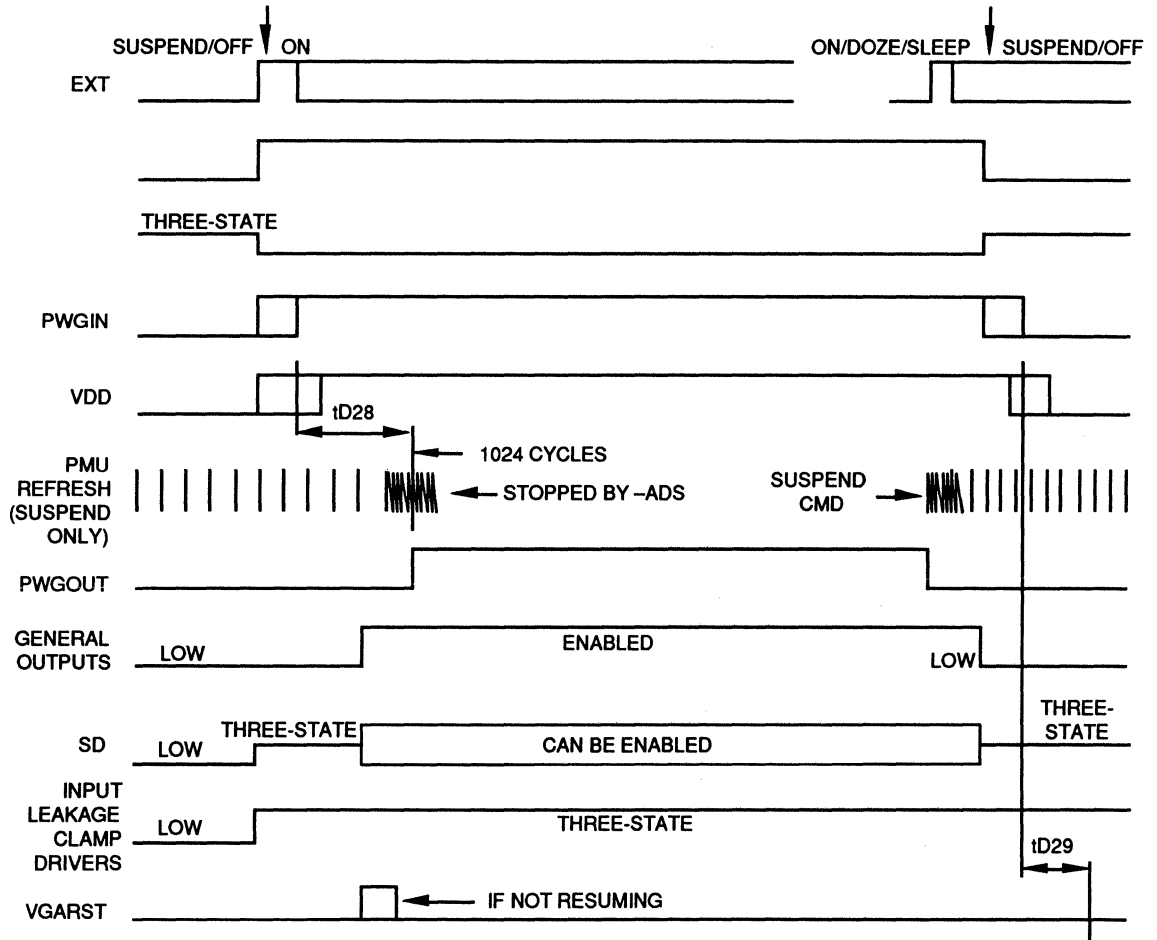 SUSPEND/OFF ON
ON/DOZE/SLEEP SUSPEND/OFF
EXT
THREE-STATE
PWGIN
VDD
tD28
1024 CYCLES
PMU
REFRESH
(SUSPEND
ONLY)
STOPPED BY –ADS
SUSPEND
CMD
PWGOUT
GENERAL
OUTPUTS
LOW
ENABLED
LOW
SD
LOW
THREE-STATE
CAN BE ENABLED
THREE-
STATE
INPUT
LEAKAGE
CLAMP
DRIVERS
LOW
THREE-STATE
tD29
VGARST
IF NOT RESUMING